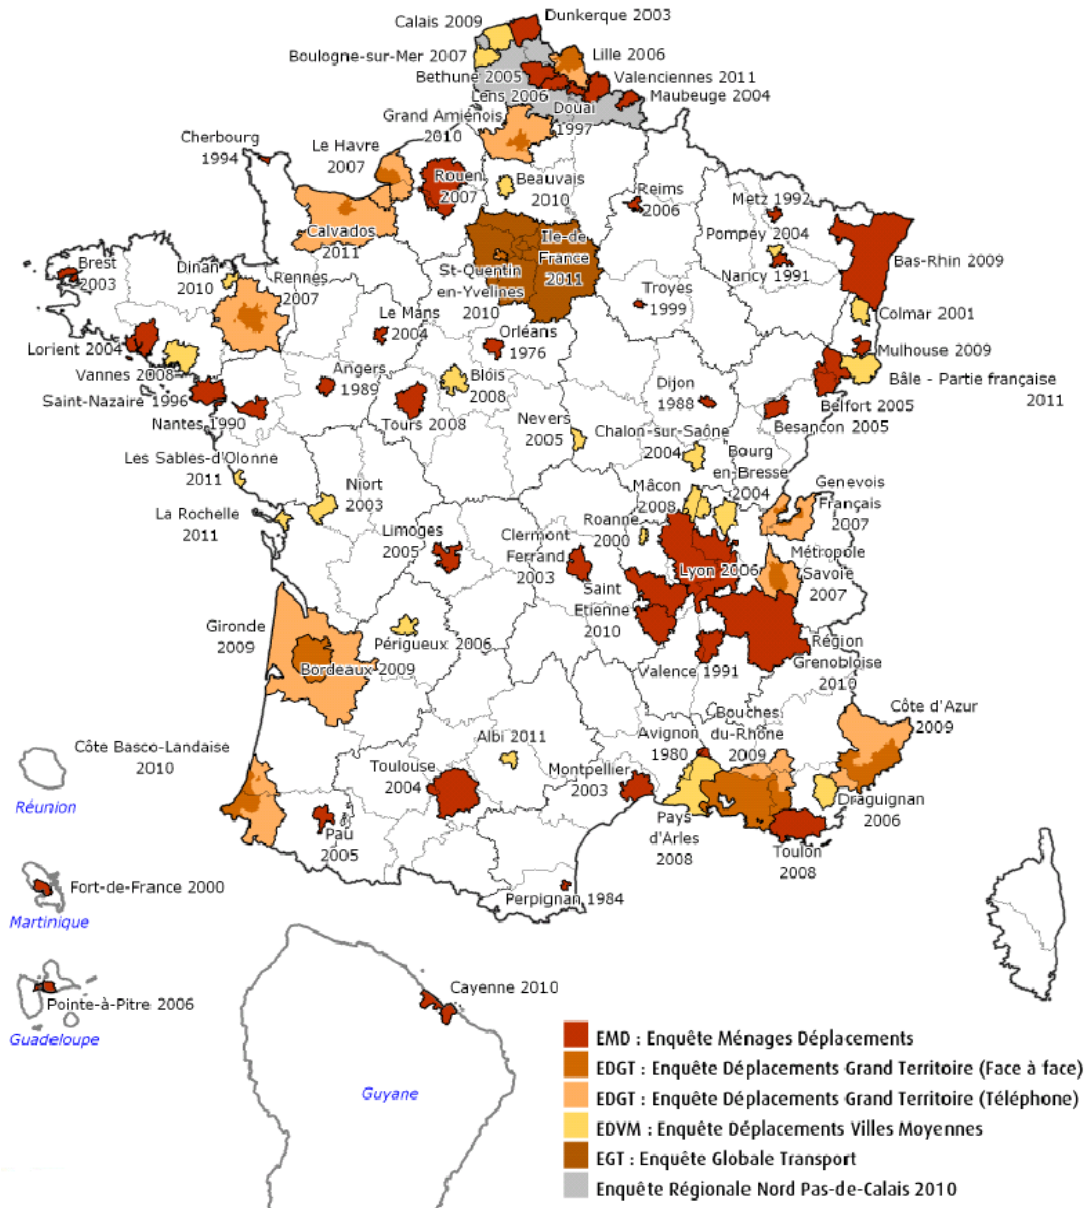 Calais 2009
Dunkerque 2003
Boulogne-sur-Mer 2007
Lille 2006
Bethune 2005
Valenciennes 2011
Lens 2006
Maubeuge 2004
Douai
1997
Grand Amiénois
2010
Cherbourg
1994
Le Havre
2007
Rouen
2007
Beauvais
2010
Reims
2006
Metz 1992
Pompey 2004
Nancy 1991
Bas-Rhin 2009
Calvados
2011
Ile-de
France
2011
St-Quentin
en-Yvelines
2010
Brest
2003
Dinan
2010
Rennes
2007
Troyes
1999
Colmar 2001
Le Mans
2004
Orléans
1976
Lorient 2004
Mulhouse 2009
Vannes 2008
Angers
1989
Blois
2008
Dijon
1988
Bâle - Partie française
2011
Saint-Nazaire 1996
Belfort 2005
Nantes 1990
Tours 2008
Nevers
2005
Besancon 2005
Chalon-sur-Saône
2004
Bourg
en-Bresse
2004
Les Sables-d'Olonne
2011
Niort
2003
Mâcon
2008
Genevois
Français
2007
La Rochelle
2011
Limoges
2005
Clermont
Ferrand
2003
Roanne
2000
Métropole
Savoie
2007
Lyon 2006
Saint
Etienne
2010
Gironde
2009
Périgueux 2006
Bordeaux 2009
Région
Grenobloise
2010
Valence 1991
Côte d'Azur
2009
Côte Basco-Landaise
2010
Albi 2011
Avignon
1980
Bouches
du-Rhône
2009
Toulouse
2004
Montpellier
2003
Draguignan
2006
Réunion
Pau
2005
Pays
d'Arles
2008
Toulon
2008
Fort-de-France 2000
Perpignan 1984
Martinique
Cayenne 2010
Pointe-à-Pitre 2006
Guadeloupe
Guyane
EMD : Enquête Ménages Déplacements
EDGT : Enquête Déplacements Grand Territoire (Face à face)
EDGT : Enquête Déplacements Grand Territoire (Téléphone)
EDVM : Enquête Déplacements Villes Moyennes
EGT : Enquête Globale Transport
Enquête Régionale Nord Pas-de-Calais 2010